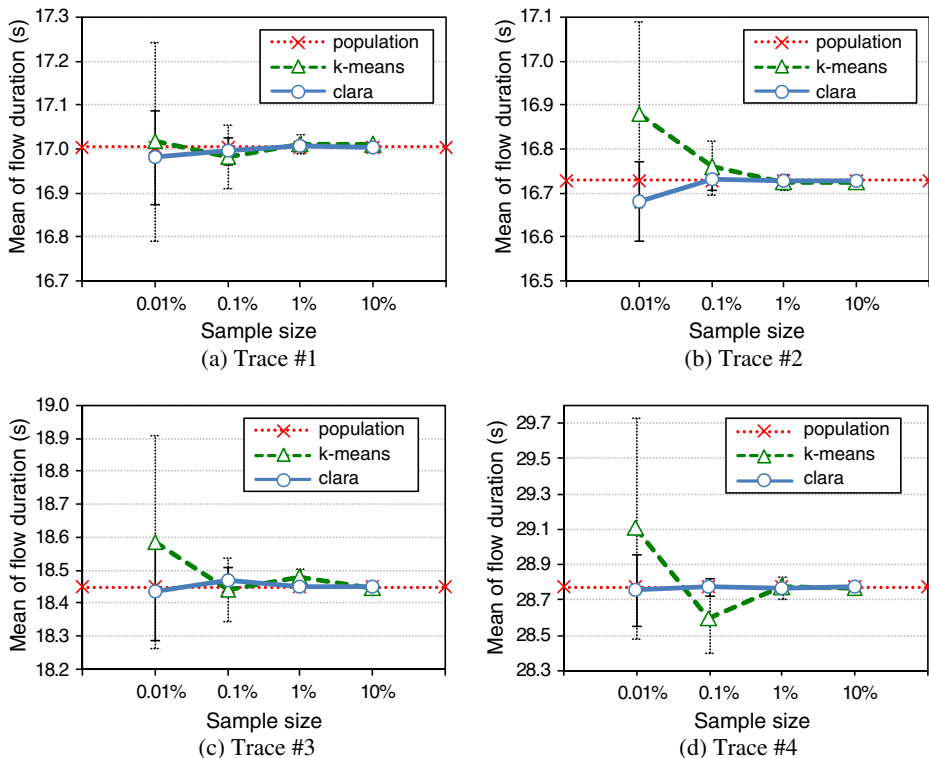 17.3
17.2
17.1
17.0
16.9
16.8
16.7
Mean of flow duration (s)
population
k-means
clara
0.01% 0.1% 1% 10%
Sample size
(a) Trace #1
17.1
17.0
16.9
16.8
16.7
16.6
16.5
Mean of flow duration (s)
population
k-means
clara
0.01% 0.1% 1% 10%
Sample size
(b) Trace #2
19.0
18.9
18.8
18.7
18.6
18.5
18.4
18.3
18.2
Mean of flow duration (s)
population
k-means
clara
0.01% 0.1% 1% 10%
Sample size
(c) Trace #3
29.7
29.5
29.3
29.1
28.9
28.7
28.5
28.3
Mean of flow duration (s)
population
k-means
clara
0.01% 0.1% 1% 10%
Sample size
(d) Trace #4